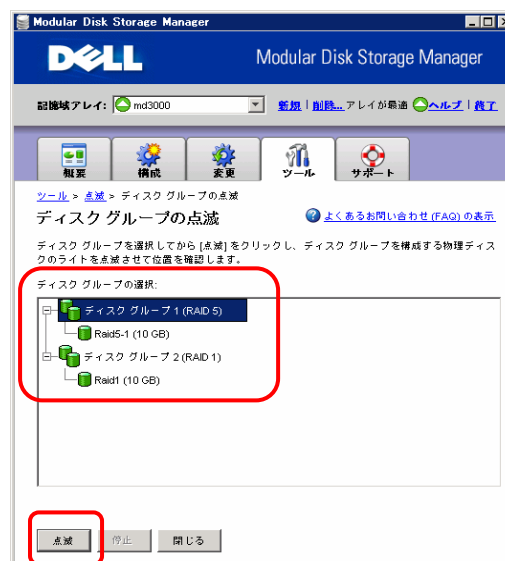 Modular Disk Storage Manager
DELL
Modular Disk Storage Manager
記憶域アレイ: md3000 新規 | 削除... アレイが最適 ヘルプ | 終了
概要 構成 変更 ツール サポート
ツール > 点滅 > ディスク グループの点滅
ディスク グループの点滅
よくあるお問い合わせ (FAQ) の表示
ディスク グループを選択してから [点滅] をクリックし、ディスク グループを構成する物理ディス
クのライトを点滅させて位置を確認します。
ディスク グループの選択:
ディスク グループ 1 (RAID 5)
Raid5-1 (10 GB)
ディスク グループ 2 (RAID 1)
Raid1 (10 GB)
点滅 停止 閉じる